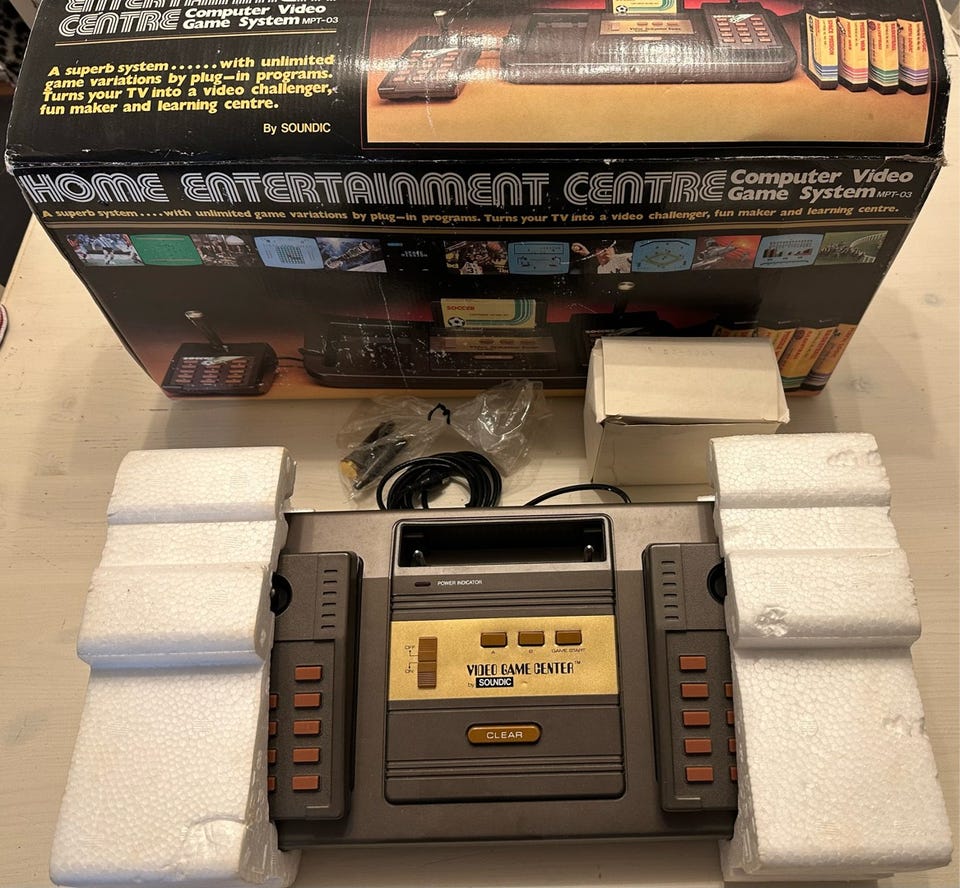 ENTERTAINMENT
CENTRE Computer Video
Game System MPT-03
A superb system......with unlimited
game variations by plug-in programs.
Turns your TV into a video challenger,
fun maker and learning centre.
By SOUNDIC
HOME ENTERTAINMENT CENTRE Computer Video
Game System MPT-03
A superb system....with unlimited game variations by plug-in programs. Turns your TV into a video challenger, fun maker and learning centre.
SOCCER
POWER INDICATOR
OFF
ON
A
B
GAME START
VIDEO GAME CENTER™
by SOUNDIC
CLEAR